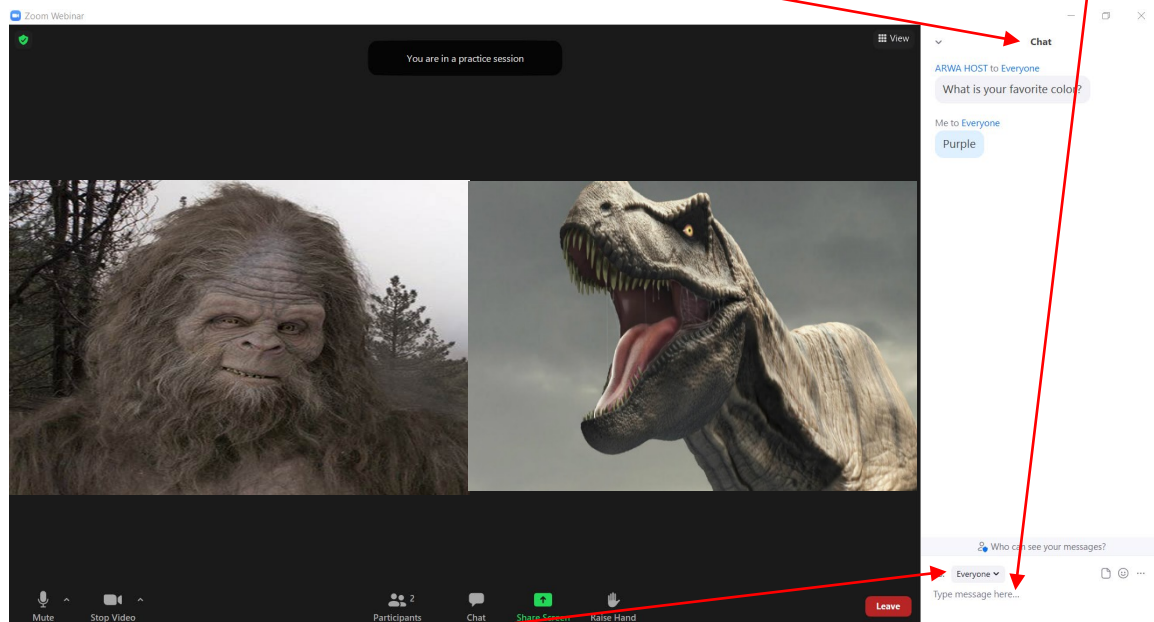 Zoom Webinar
You are in a practice session
View
Chat
ARWA HOST to Everyone
What is your favorite color?
Me to Everyone
Purple
Who can see your messages?
Everyone
Type message here...
Mute
Stop Video
2
Participants
Chat
Share Screen
Raise Hand
Leave